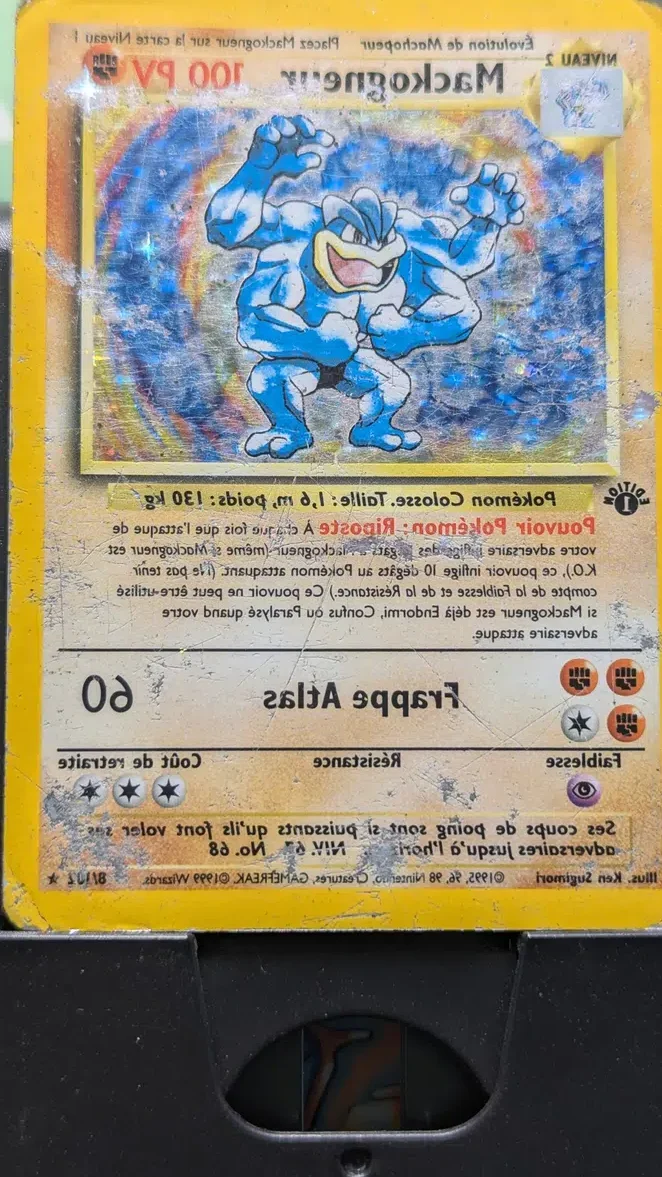 Évolution de Machopeur Placez Mackogneur sur la carte Niveau 1
NIVEAU 2
Mackogneur 100 PV
Pokémon Colosse. Taille: 1,6 m, poids: 130 kg
EDITION 1
Pouvoir Pokémon: Riposte À chaque fois que l'attaque de
votre adversaire inflige des dégâts à Mackogneur (même si Mackogneur est
K.O.), ce pouvoir inflige 10 dégâts au Pokémon attaquant. (Ne pas tenir
compte de la Faiblesse et de la Résistance.) Ce pouvoir ne peut être utilisé
si Mackogneur est déjà Endormi, Confus ou Paralysé quand votre
adversaire attaque.
Frappe Atlas 60
Faiblesse Résistance Coût de retraite
Ses coups de poing sont si puissants qu'ils font voler ses
adversaires jusqu'à l'horizon. NIV. 67 No. 68
Illus. Ken Sugimori ©1995, 96, 98 Nintendo, Creatures, GAMEFREAK. ©1999 Wizards. 8/102 ★